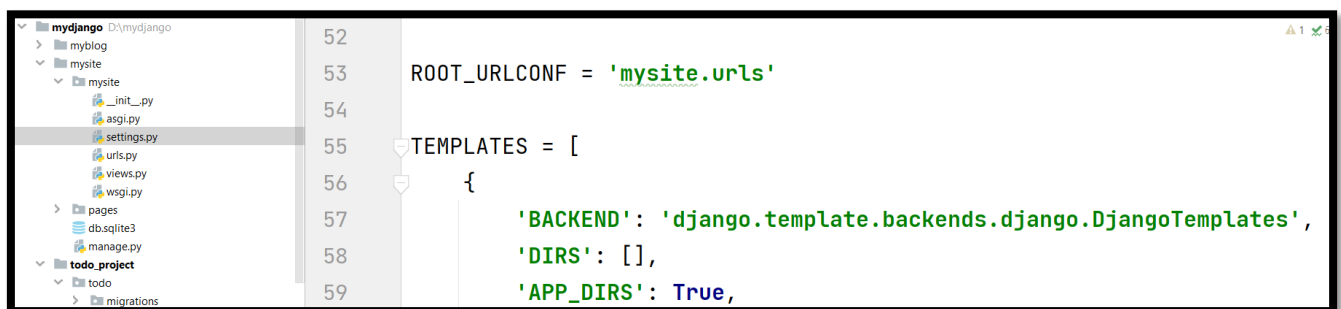 mydjango D:\mydjango
myblog
mysite
mysite
__init__.py
asgi.py
settings.py
urls.py
views.py
wsgi.py
pages
db.sqlite3
manage.py
todo_project
todo
migrations
52
53 ROOT_URLCONF = 'mysite.urls'
54
55 TEMPLATES = [
56 {
57 'BACKEND': 'django.template.backends.django.DjangoTemplates',
58 'DIRS': [],
59 'APP_DIRS': True,
1